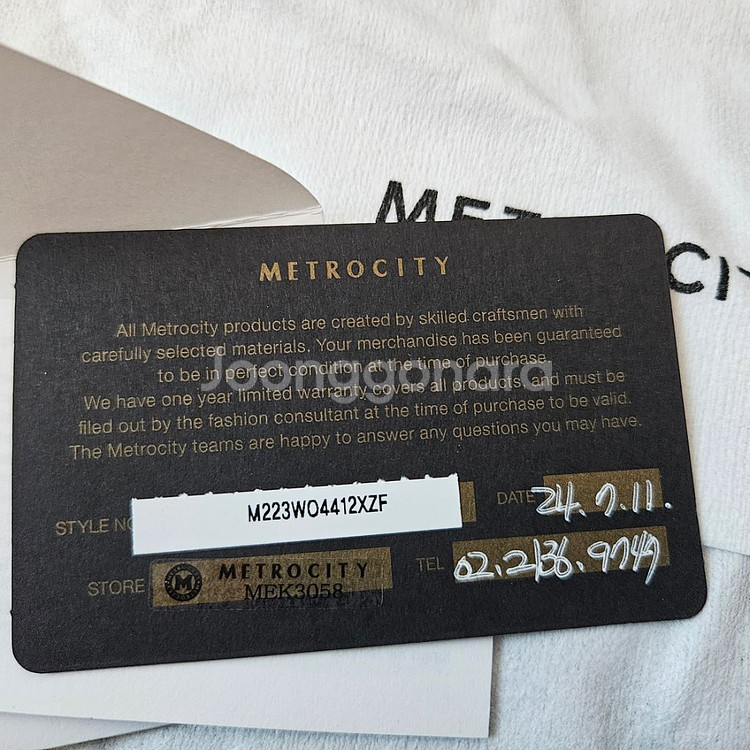 METROCITY
METROCITY
All Metrocity products are created by skilled craftsmen with
carefully selected materials. Your merchandise has been guaranteed
to be in perfect condition at the time of purchase.
Joonggonara
We have one year limited warranty covers all products, and must be
filled out by the fashion consultant at the time of purchase to be valid.
The Metrocity teams are happy to answer any questions you may have.
STYLE NO M223WO4412XZF DATE 24. 7. 11.
STORE M METROCITY TEL 02. 2136. 9749
MEK3058